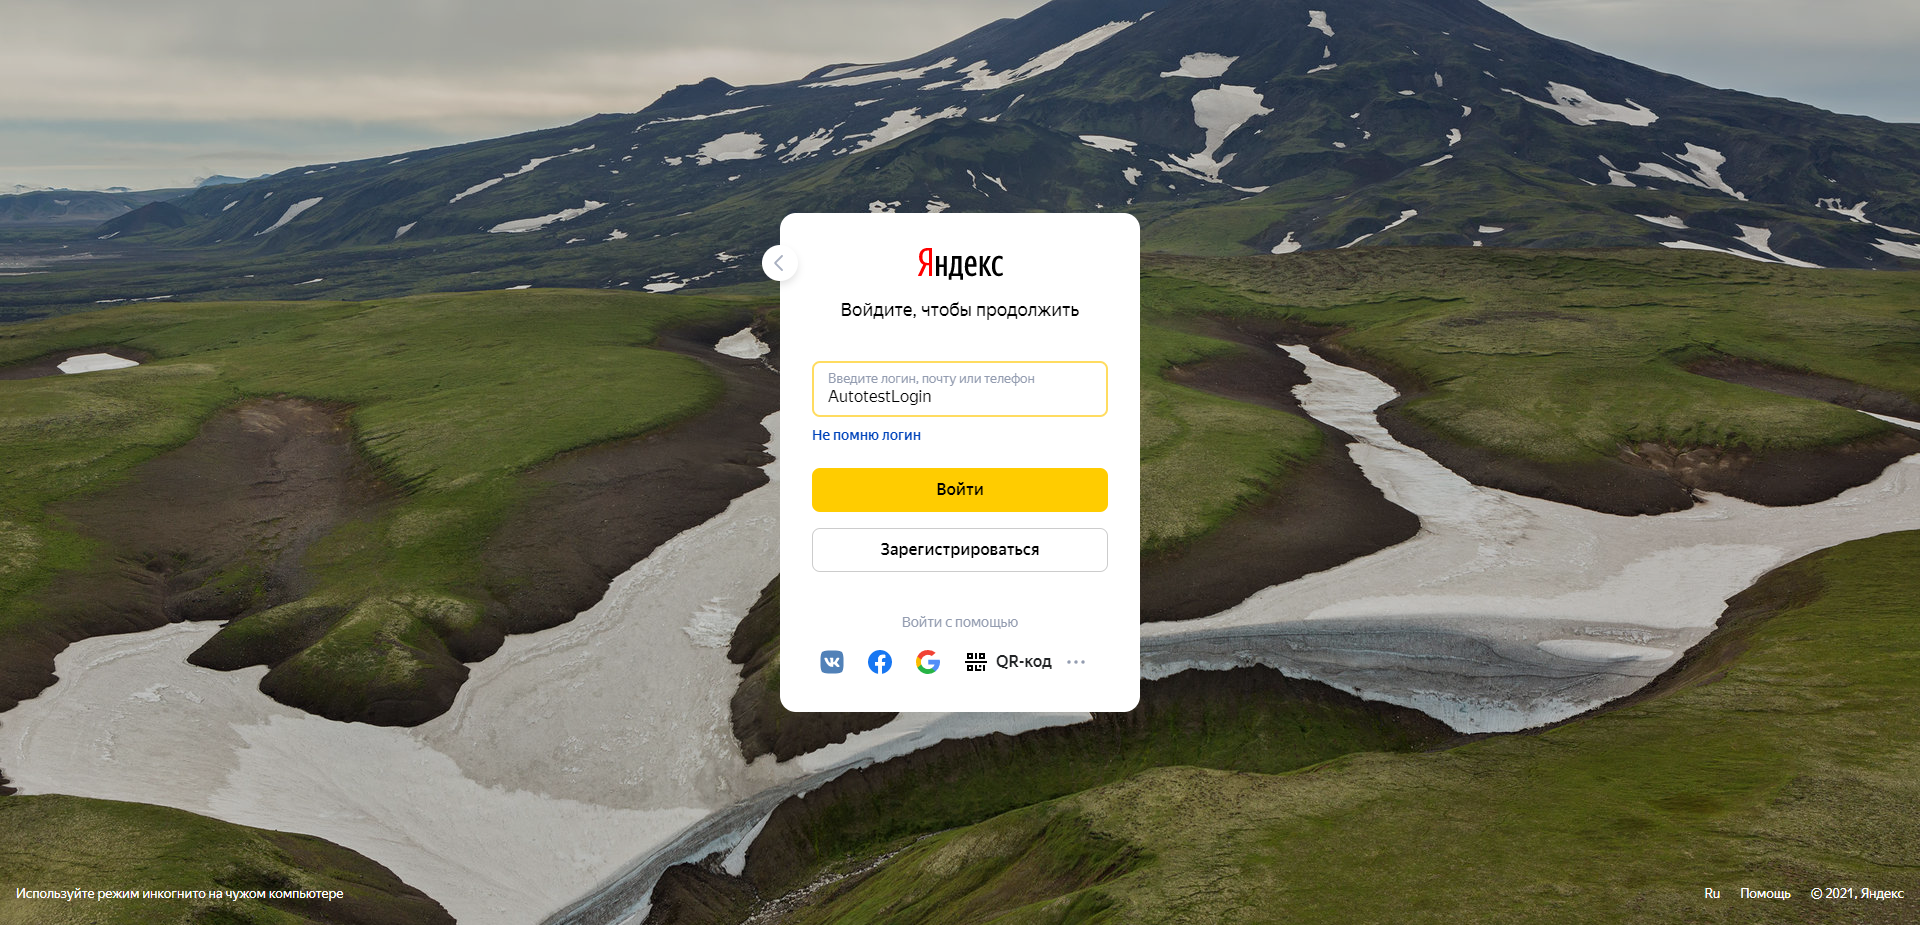 Яндекс
Войдите, чтобы продолжить
Введите логин, почту или телефон
AutotestLogin
Не помню логин
Войти
Зарегистрироваться
Войти с помощью
QR-код
Используйте режим инкогнито на чужом компьютере
Ru Помощь © 2021, Яндекс